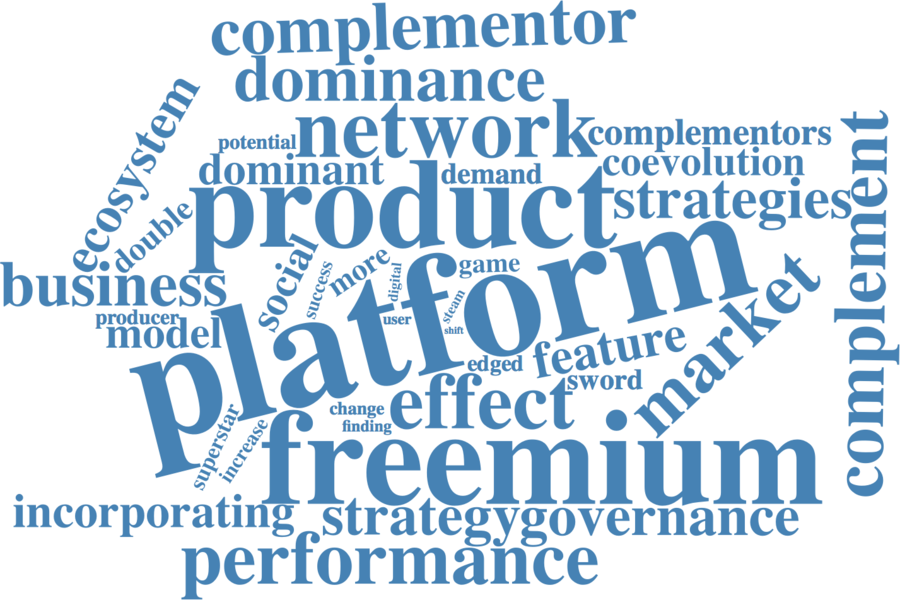 complementor
dominance
ecosystem
network
potential
complementors
complement
dominant
demand
coevolution
product
strategies
double
social
business
success
more
digital
game
platform
market
producer
model
user
steam
shift
edged
feature
sword
change
effect
finding
superstar
increase
freemium
incorporating
strategy
governance
performance